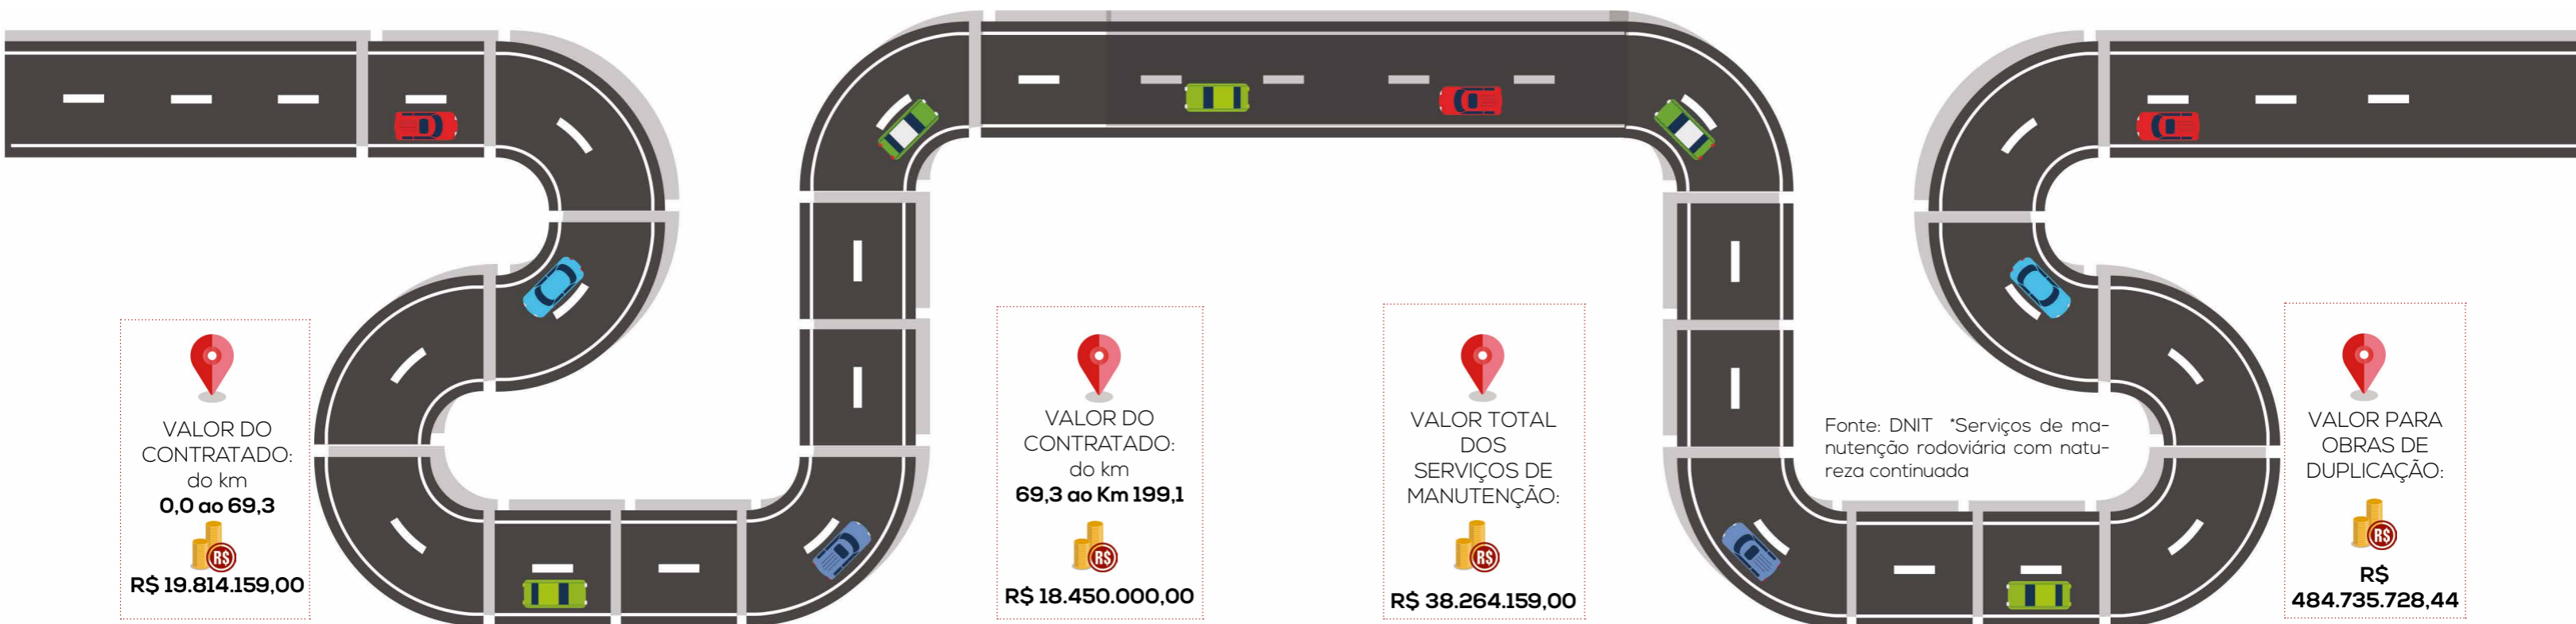 VALOR DO
CONTRATADO:
do km
0,0 ao 69,3
R$
R$ 19.814.159,00
VALOR DO
CONTRATADO:
do km
69,3 ao Km 199,1
R$
R$ 18.450.000,00
VALOR TOTAL
DOS
SERVIÇOS DE
MANUTENÇÃO:
R$
R$ 38.264.159,00
Fonte: DNIT *Serviços de ma-
nutenção rodoviária com natu-
reza continuada
VALOR PARA
OBRAS DE
DUPLICAÇÃO:
R$
R$
484.735.728,44